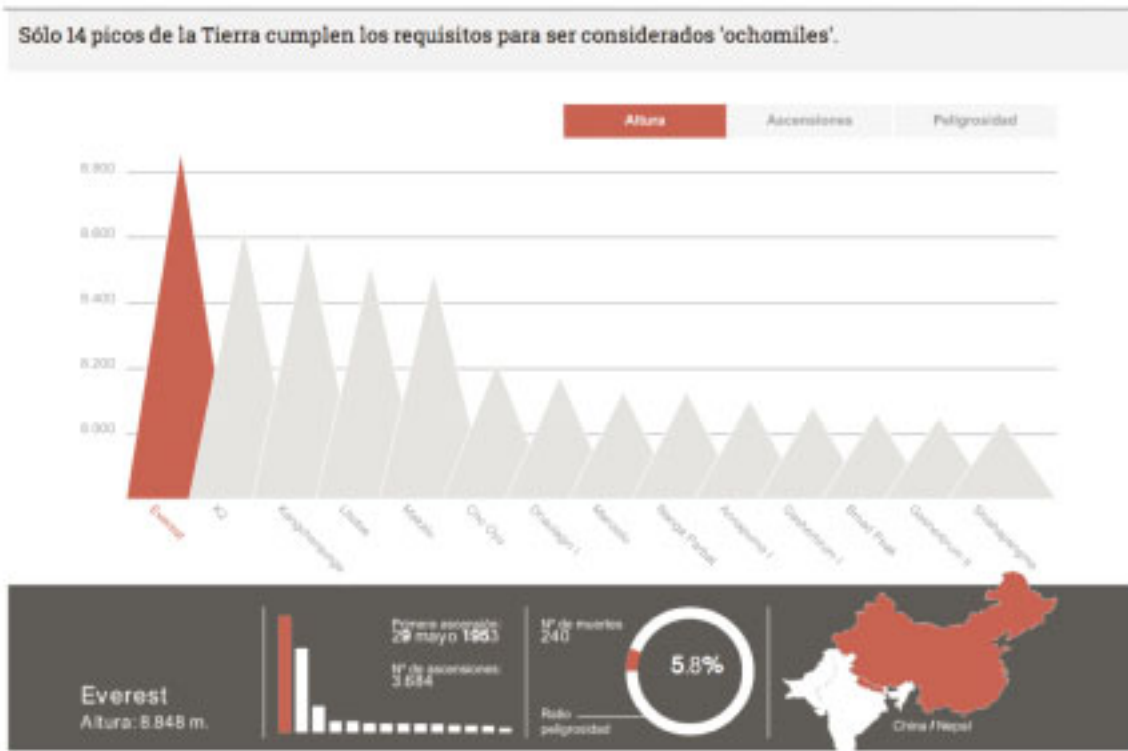 Sólo 14 picos de la Tierra cumplen los requisitos para ser considerados 'ochomiles'.
Altura Ascensiones Peligrosidad
8.800
8.600
8.400
8.200
8.000
Everest
K2
Kangchenjunga
Lhotse
Makalu
Cho Oyu
Dhaulagiri I
Manaslu
Nanga Parbat
Annapurna I
Gasherbrum I
Broad Peak
Gasherbrum II
Shishapangma
Everest
Altura: 8.848 m.
Primera ascensión:
29 mayo 1953
Nº de ascensiones:
3.684
Nº de muertes
240
5.8%
Ratio
peligrosidad
China / Nepal